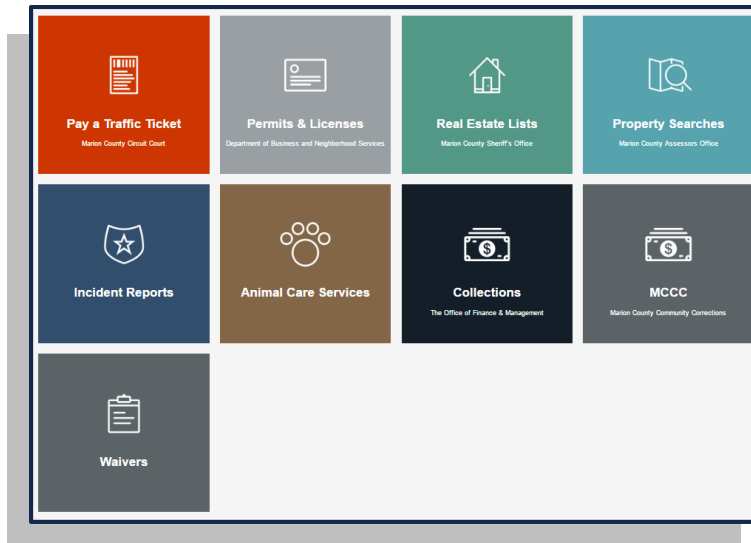 Pay a Traffic Ticket
Marion County Circuit Court
Permits & Licenses
Department of Business and Neighborhood Services
Real Estate Lists
Marion County Sheriff's Office
Property Searches
Marion County Assessors Office
Incident Reports
Animal Care Services
Collections
The Office of Finance & Management
MCCC
Marion County Community Corrections
Waivers